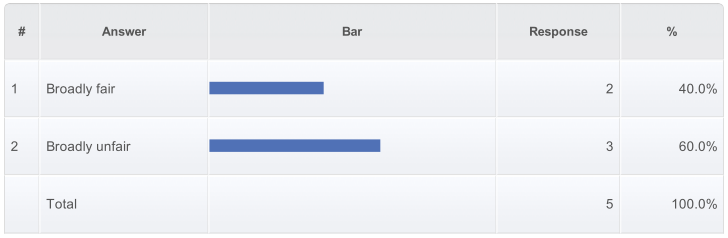 # Answer Bar Response %
1 Broadly fair 2 40.0%
2 Broadly unfair 3 60.0%
Total 5 100.0%